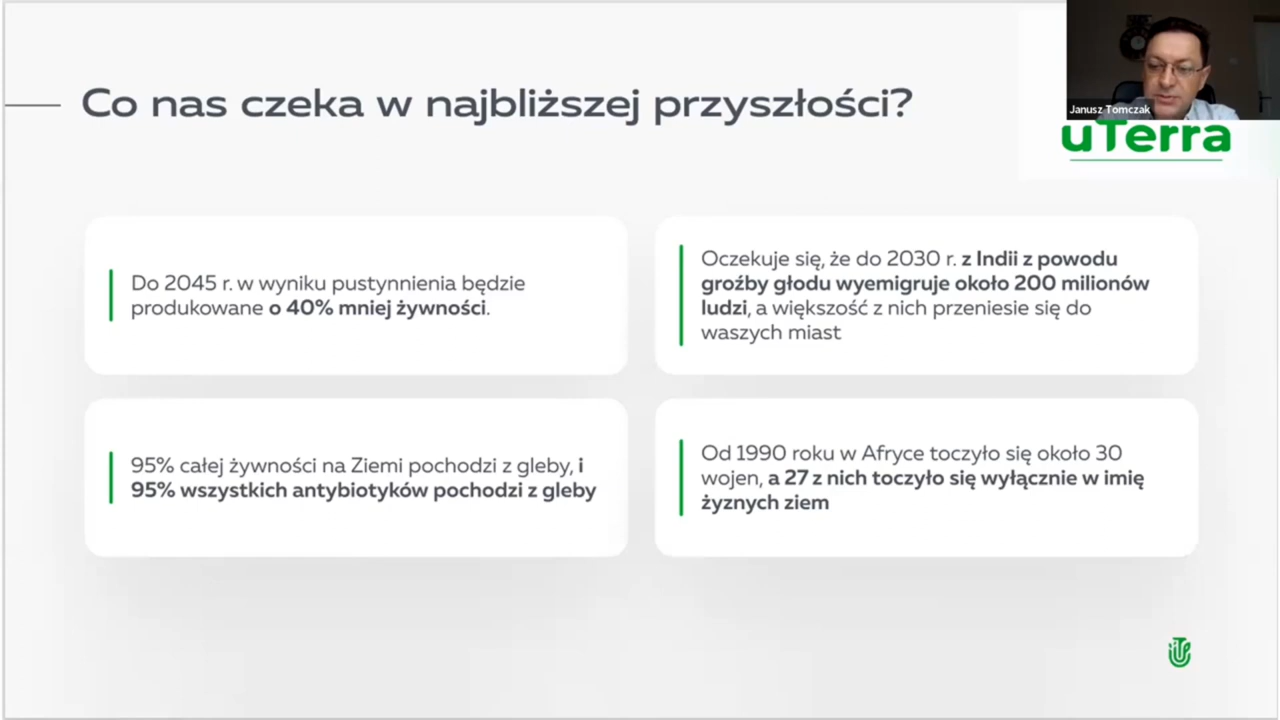 Co nas czeka w najbliższej przyszłości?
Janusz Tomczak
uTerra
Do 2045 r. w wyniku pustynnienia będzie
produkowane o 40% mniej żywności.
Oczekuje się, że do 2030 r. z Indii z powodu
groźby głodu wyemigruje około 200 milionów
ludzi, a większość z nich przeniesie się do
waszych miast
95% całej żywności na Ziemi pochodzi z gleby, i
95% wszystkich antybiotyków pochodzi z gleby
Od 1990 roku w Afryce toczyło się około 30
wojen, a 27 z nich toczyło się wyłącznie w imię
żyznych ziem